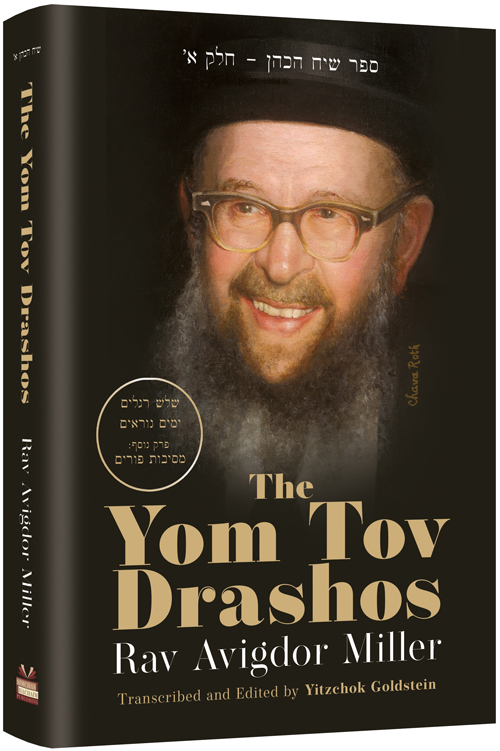 ספר שיח הכהן – חלק א'
Chava Roth
שלש רגלים
ימים נוראים
פרק נוסף:
מסיבות פורים
The
Yom Tov
Drashos
Rav Avigdor Miller
Transcribed and Edited by Yitzchok Goldstein
שיח הכהן א'
The Yom Tov Drashos
Rav Avigdor Miller